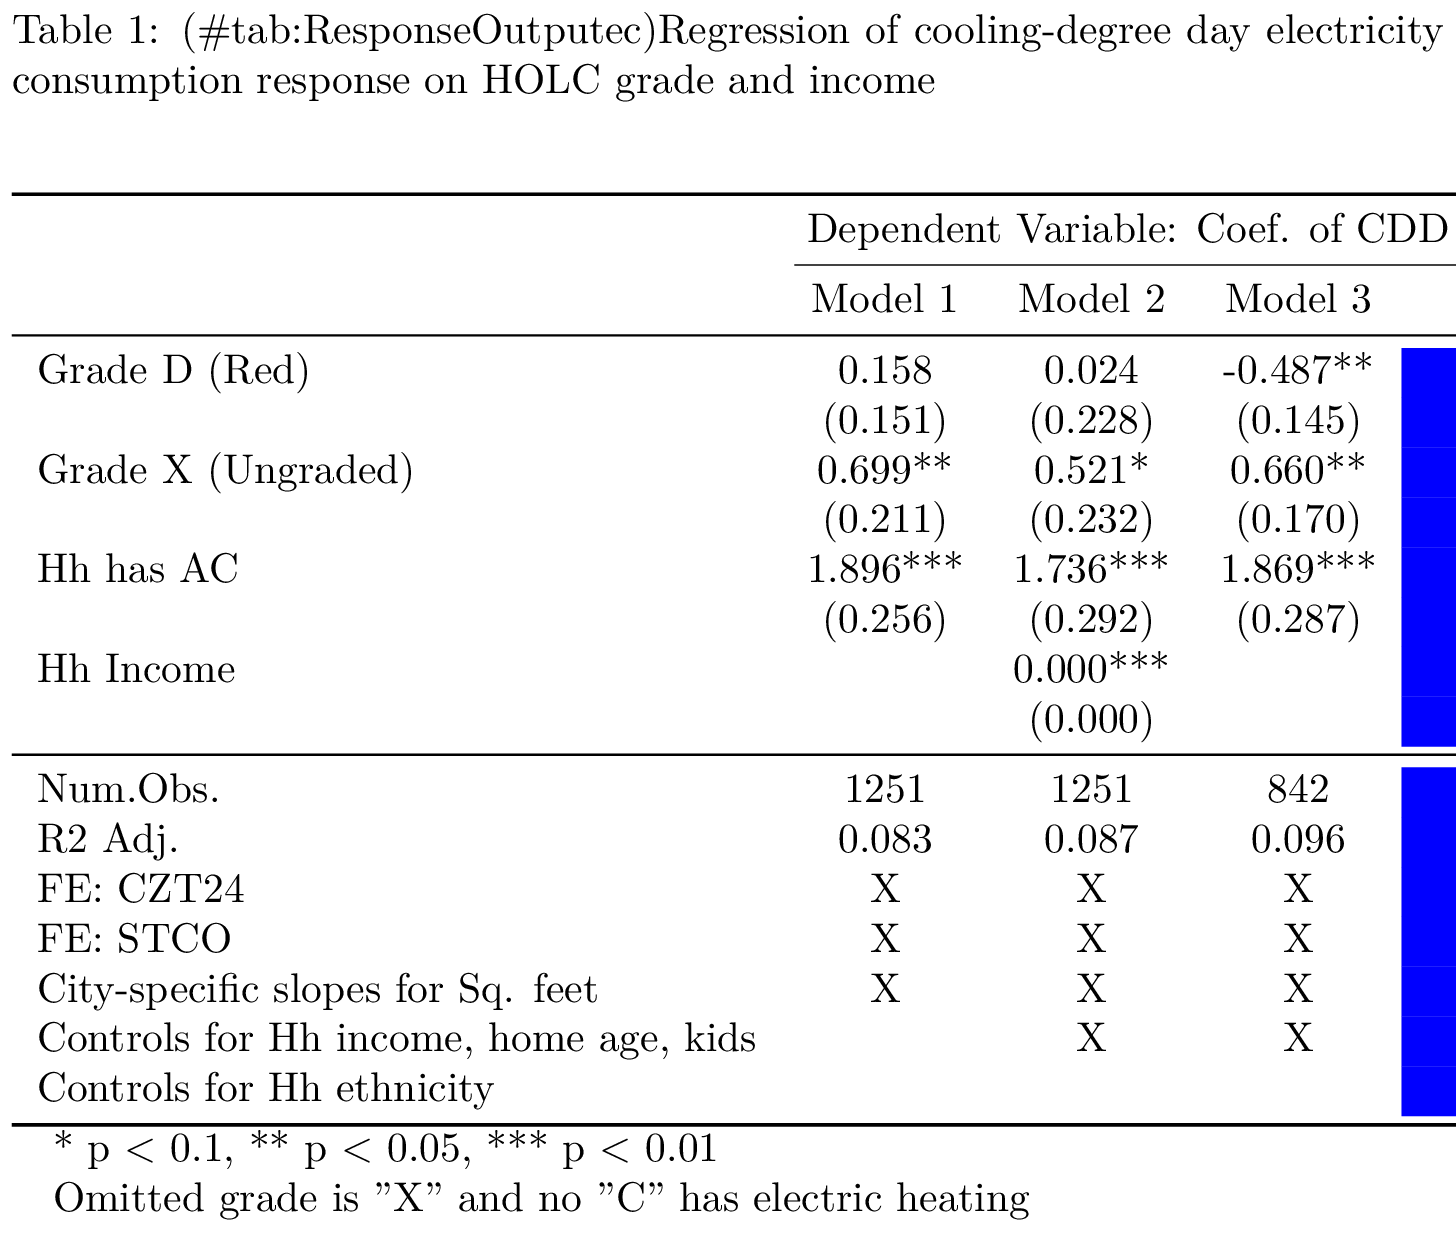 Table 1: (#tab:ResponseOutputec)Regression of cooling-degree day electricity
consumption response on HOLC grade and income
Dependent Variable: Coef. of CDD
Model 1 Model 2 Model 3
Grade D (Red) 0.158 0.024 -0.487**
(0.151) (0.228) (0.145)
Grade X (Ungraded) 0.699** 0.521* 0.660**
(0.211) (0.232) (0.170)
Hh has AC 1.896*** 1.736*** 1.869***
(0.256) (0.292) (0.287)
Hh Income 0.000***
(0.000)
Num.Obs. 1251 1251 842
R2 Adj. 0.083 0.087 0.096
FE: CZT24 X X X
FE: STCO X X X
City-specific slopes for Sq. feet X X X
Controls for Hh income, home age, kids X X
Controls for Hh ethnicity
* p < 0.1, ** p < 0.05, *** p < 0.01
Omitted grade is ”X” and no ”C” has electric heating